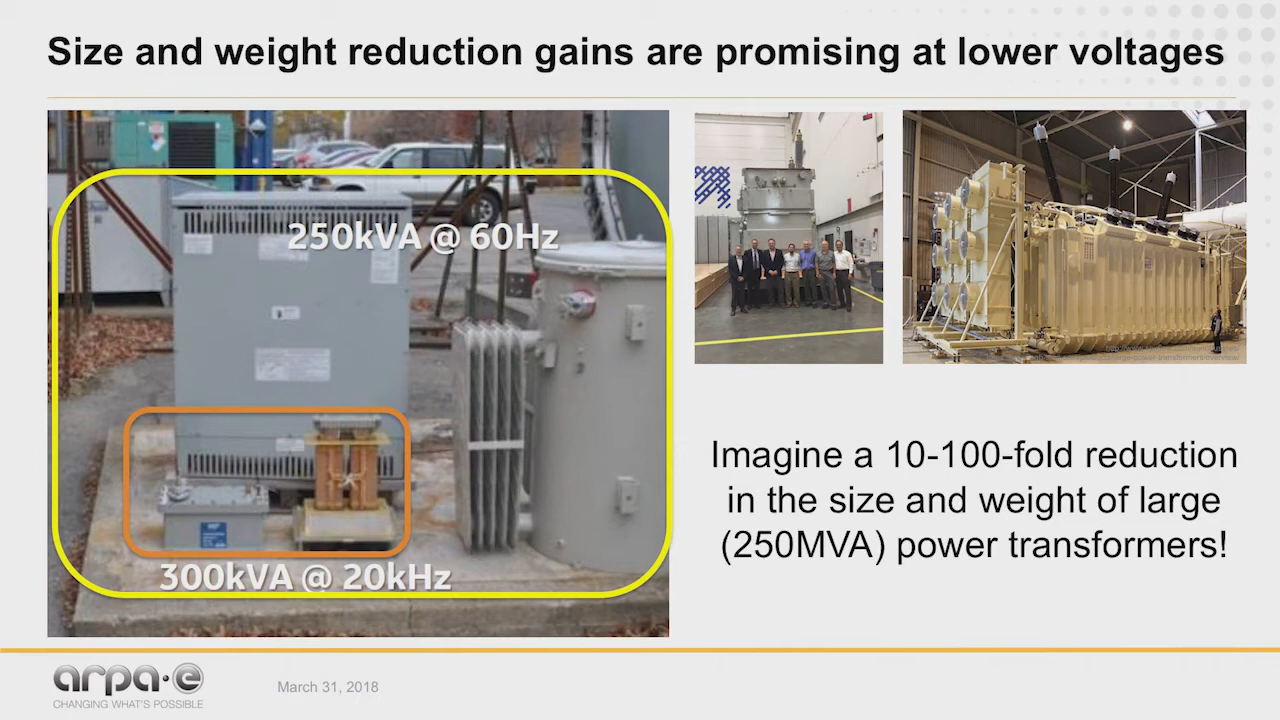 Size and weight reduction gains are promising at lower voltages
250kVA @ 60Hz
300kVA @ 20kHz
Imagine a 10-100-fold reduction
in the size and weight of large
(250MVA) power transformers!
arpa·e
CHANGING WHAT'S POSSIBLE
March 31, 2018